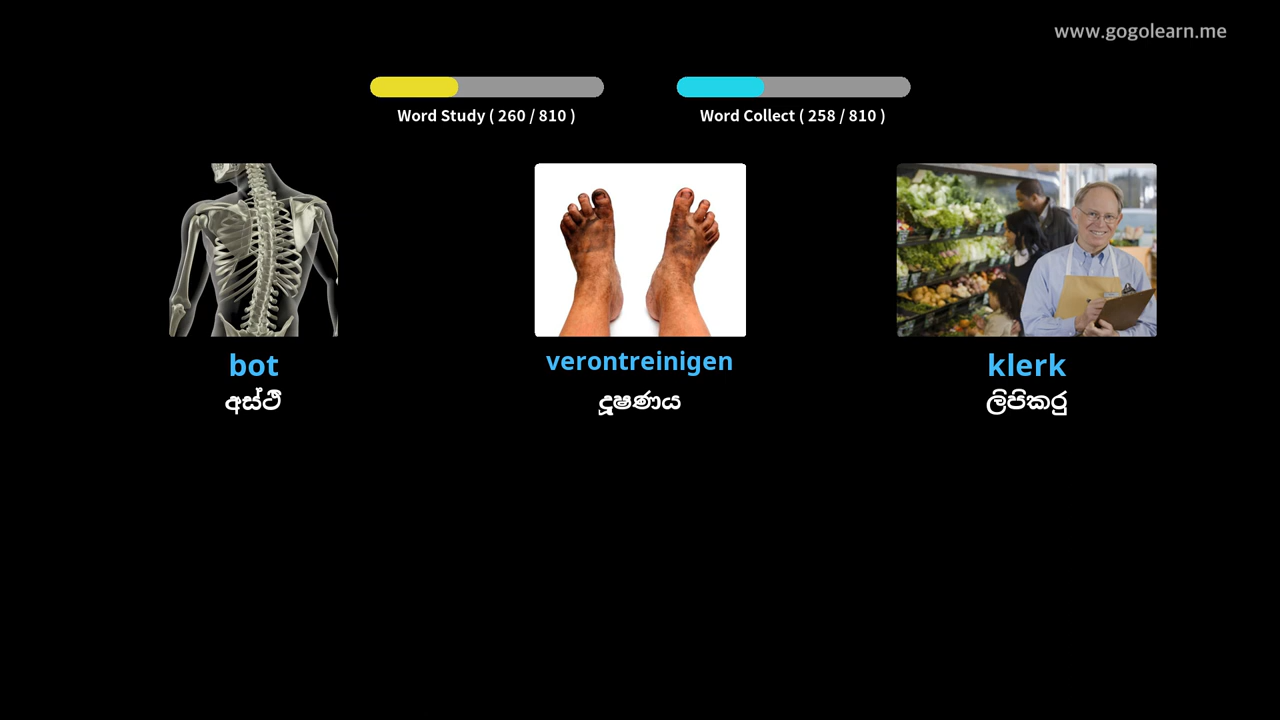 www.gogolearn.me
Word Study ( 260 / 810 )
Word Collect ( 258 / 810 )
bot
verontreinigen
klerk
අස්ථි
දූෂණය
ලිපිකරු